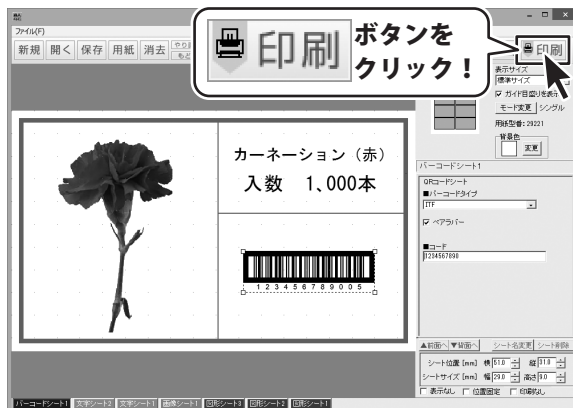 ファイル(F)
新規 開く 保存 用紙 消去
印刷
ボタンを
クリック！
印刷
表示サイズ
標準サイズ
ガイド目盛りを表示
モード変更 シングル
用紙型番：29221
背景色
変更
バーコードシート1
QRコードシート
■バーコードタイプ
ITF
ベアラバー
■コード
1234567890
カーネーション（赤）
入数 1、000本
1 2 3 4 5 6 7 8 9 0 0 5
▲前面へ ▼背面へ シート名変更 シート削除
シート位置 [mm] 横 51.0 縦 31.0
シートサイズ [mm] 幅 29.0 高さ 9.0
表示なし 位置固定 印刷なし
バーコードシート1 文字シート2 文字シート1 画像シート1 図形シート3 図形シート2 図形シート1